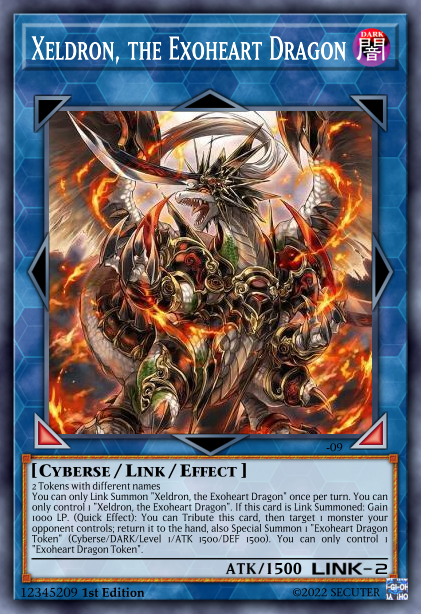 XELDRON, THE EXOHEART DRAGON
DARK
闇
-09
[CYBERSE / LINK / EFFECT]
2 Tokens with different names
You can only Link Summon "Xeldron, the Exoheart Dragon" once per turn. You can
only control 1 "Xeldron, the Exoheart Dragon". If this card is Link Summoned: Gain
1000 LP. (Quick Effect): You can Tribute this card, then target 1 monster your
opponent controls; return it to the hand, also Special Summon 1 "Exoheart Dragon
Token" (Cyberse/DARK/Level 1/ATK 1500/DEF 1500). You can only control 1
"Exoheart Dragon Token".
ATK/1500 LINK-2
12345209 1st Edition ©2022 SECUTER